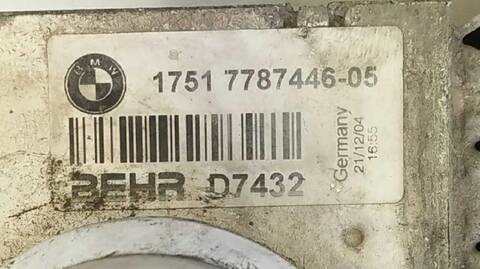 BMW
1751 7787446-05
BEHR D7432
Germany
21/12/04
16:55